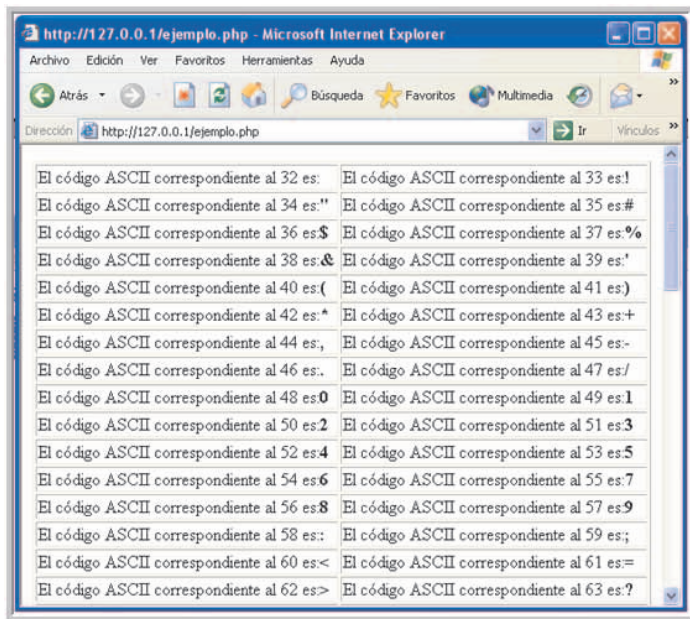 http://127.0.0.1/ejemplo.php - Microsoft Internet Explorer
Archivo Edición Ver Favoritos Herramientas Ayuda
Atrás Búsqueda Favoritos Multimedia »
Dirección http://127.0.0.1/ejemplo.php Ir Vínculos »
El código ASCII correspondiente al 32 es: El código ASCII correspondiente al 33 es:!
El código ASCII correspondiente al 34 es:" El código ASCII correspondiente al 35 es:#
El código ASCII correspondiente al 36 es:$ El código ASCII correspondiente al 37 es:%
El código ASCII correspondiente al 38 es:& El código ASCII correspondiente al 39 es:'
El código ASCII correspondiente al 40 es:( El código ASCII correspondiente al 41 es:)
El código ASCII correspondiente al 42 es:* El código ASCII correspondiente al 43 es:+
El código ASCII correspondiente al 44 es:, El código ASCII correspondiente al 45 es:-
El código ASCII correspondiente al 46 es:. El código ASCII correspondiente al 47 es:/
El código ASCII correspondiente al 48 es:0 El código ASCII correspondiente al 49 es:1
El código ASCII correspondiente al 50 es:2 El código ASCII correspondiente al 51 es:3
El código ASCII correspondiente al 52 es:4 El código ASCII correspondiente al 53 es:5
El código ASCII correspondiente al 54 es:6 El código ASCII correspondiente al 55 es:7
El código ASCII correspondiente al 56 es:8 El código ASCII correspondiente al 57 es:9
El código ASCII correspondiente al 58 es:: El código ASCII correspondiente al 59 es:;
El código ASCII correspondiente al 60 es:< El código ASCII correspondiente al 61 es:=
El código ASCII correspondiente al 62 es:> El código ASCII correspondiente al 63 es:?